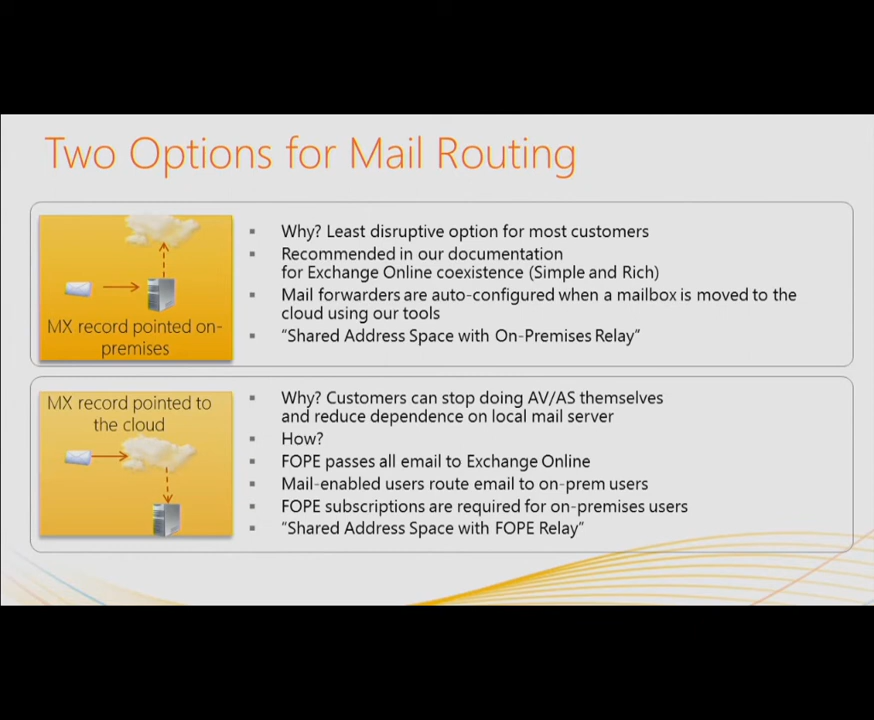 Two Options for Mail Routing
MX record pointed on-
premises
Why? Least disruptive option for most customers
Recommended in our documentation
for Exchange Online coexistence (Simple and Rich)
Mail forwarders are auto-configured when a mailbox is moved to the
cloud using our tools
“Shared Address Space with On-Premises Relay”
MX record pointed to
the cloud
Why? Customers can stop doing AV/AS themselves
and reduce dependence on local mail server
How?
FOPE passes all email to Exchange Online
Mail-enabled users route email to on-prem users
FOPE subscriptions are required for on-premises users
“Shared Address Space with FOPE Relay”